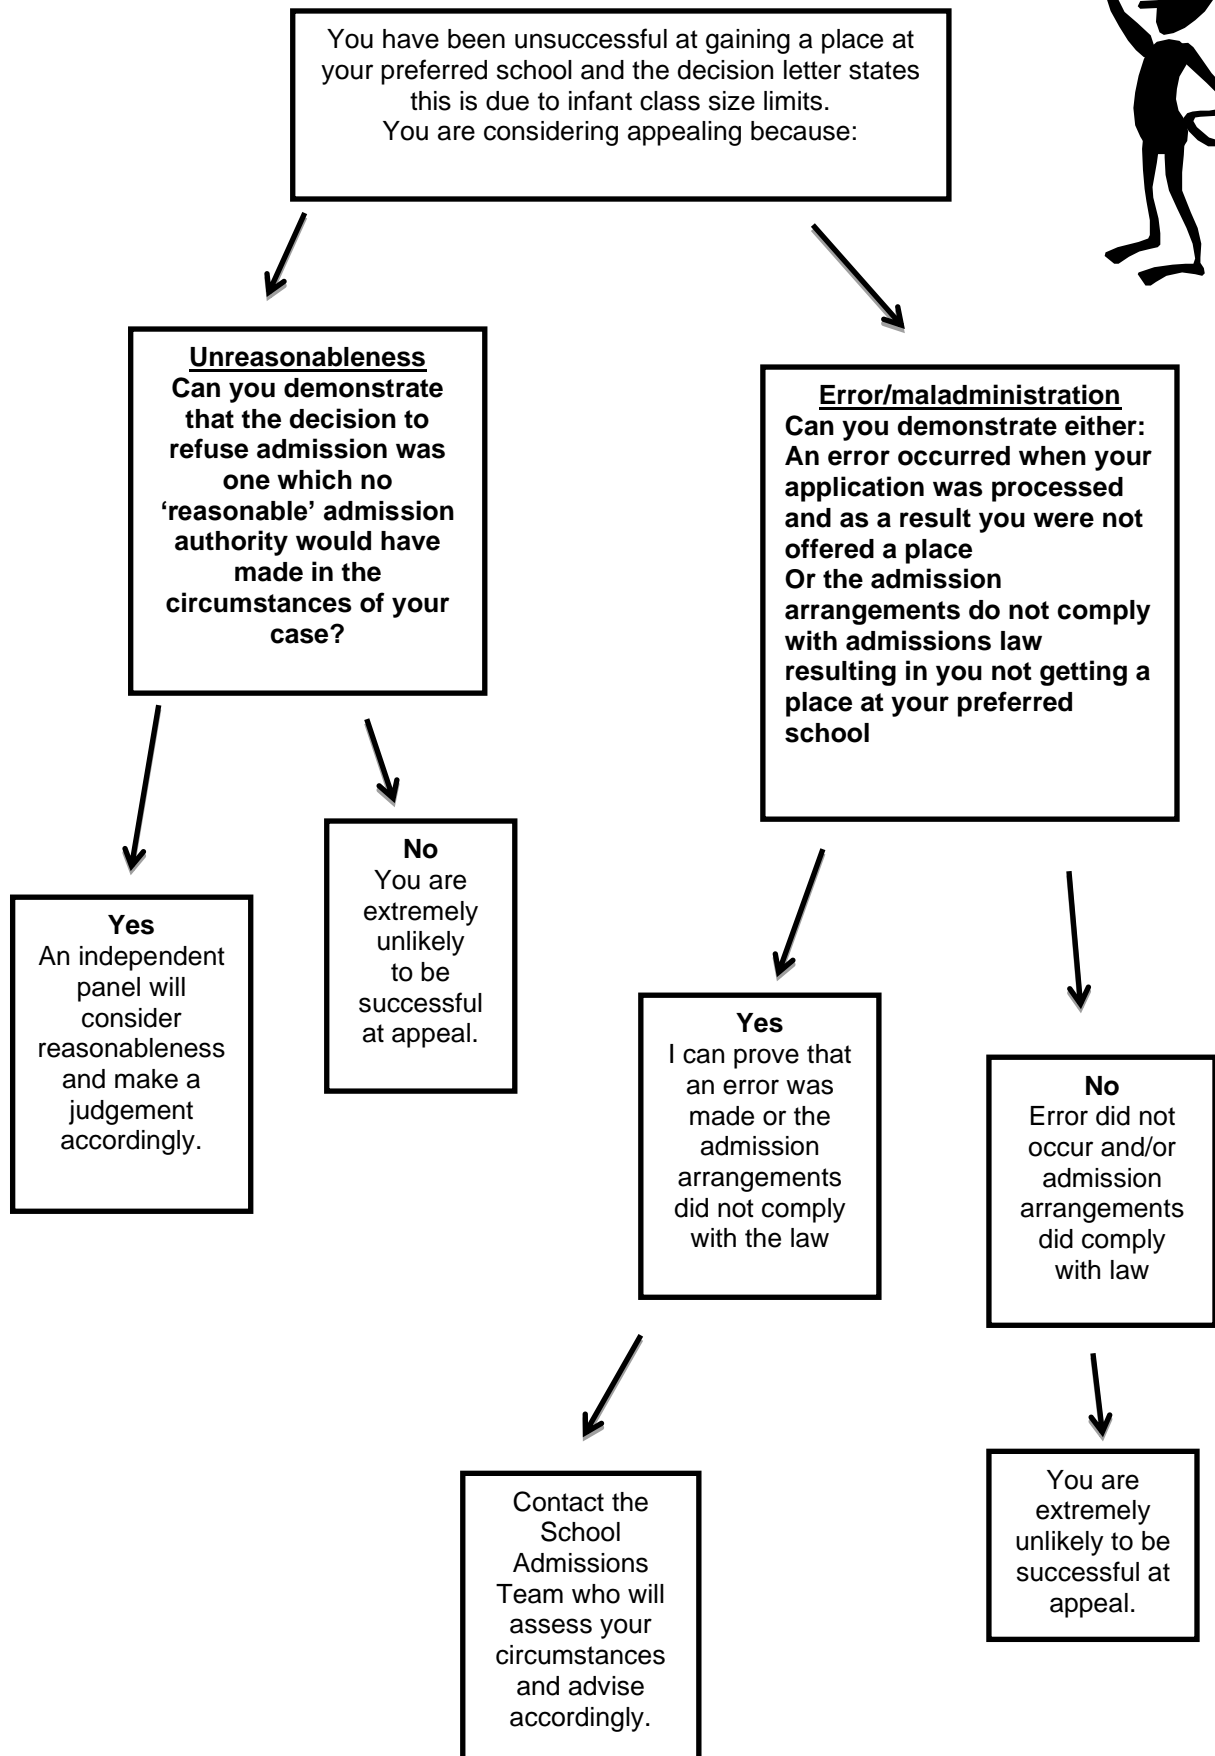 You have been unsuccessful at gaining a place at
your preferred school and the decision letter states
this is due to infant class size limits.
You are considering appealing because:
Unreasonableness
Can you demonstrate
that the decision to
refuse admission was
one which no
‘reasonable’ admission
authority would have
made in the
circumstances of your
case?
Error/maladministration
Can you demonstrate either:
An error occurred when your
application was processed
and as a result you were not
offered a place
Or the admission
arrangements do not comply
with admissions law
resulting in you not getting a
place at your preferred
school
Yes
An independent
panel will
consider
reasonableness
and make a
judgement
accordingly.
No
You are
extremely
unlikely
to be
successful
at appeal.
Yes
I can prove that
an error was
made or the
admission
arrangements
did not comply
with the law
No
Error did not
occur and/or
admission
arrangements
did comply
with law
Contact the
School
Admissions
Team who will
assess your
circumstances
and advise
accordingly.
You are
extremely
unlikely to be
successful at
appeal.